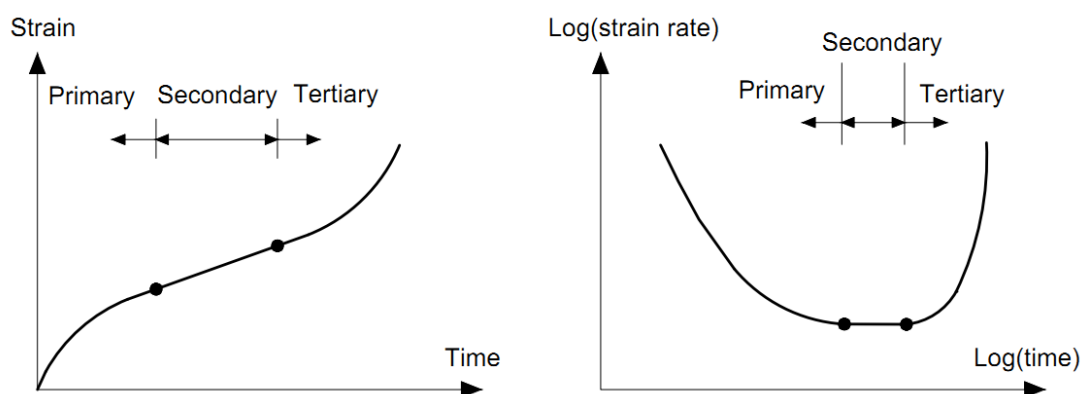 Strain
Primary
Secondary
Tertiary
Time
Log(strain rate)
Secondary
Primary
Tertiary
Log(time)